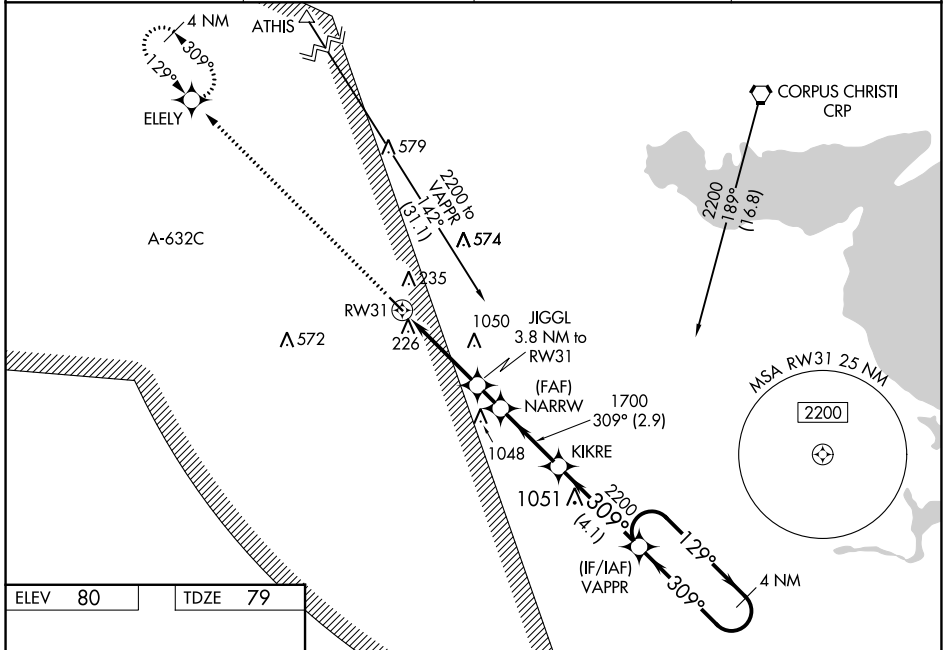 4 NM
309°
129°
ELELY
ATHIS
579
2200 to
VAPPR
142°
(31.1)
574
CORPUS CHRISTI
CRP
2200
189°
(16.8)
A-632C
235
RW31
226
572
1050
JIGGL
3.8 NM to
RW31
(FAF)
NARRW
1700
309° (2.9)
1048
KIKRE
1051
2200
309°
(4.1)
(IF/IAF)
VAPPR
129°
309°
4 NM
MSA RW31 25 NM
2200
ELEV 80
TDZE 79